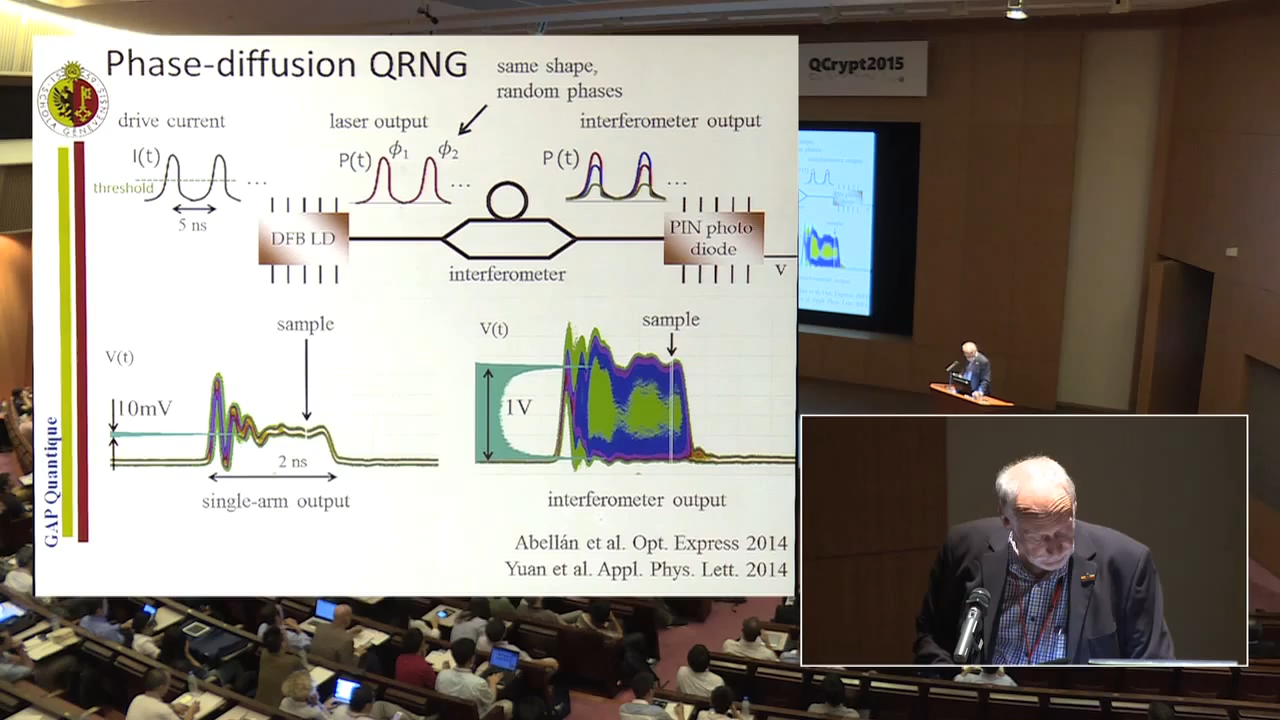 Phase-diffusion QRNG
same shape,
random phases
drive current
laser output
interferometer output
I(t)
P(t)
ϕ1
ϕ2
P (t)
threshold
...
...
...
5 ns
DFB LD
interferometer
PIN photo
diode
V
sample
V(t)
10mV
2 ns
single-arm output
V(t)
sample
1V
interferometer output
Abellán et al. Opt. Express 2014
Yuan et al. Appl. Phys. Lett. 2014
GAP Quantique
QCrypt2015